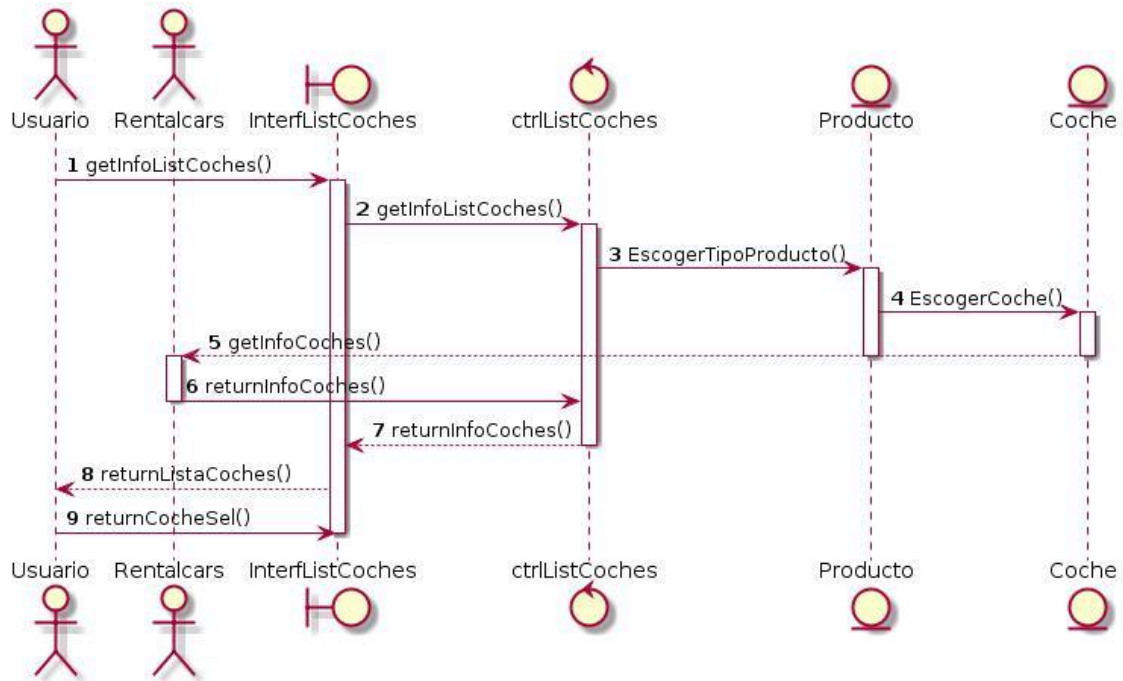 Usuario Rentalcars InterfListCoches ctrlListCoches Producto Coche
1 getInfoListCoches()
2 getInfoListCoches()
3 EscogerTipoProducto()
4 EscogerCoche()
5 getInfoCoches()
6 returnInfoCoches()
7 returnInfoCoches()
8 returnListaCoches()
9 returnCocheSel()
Usuario Rentalcars InterfListCoches ctrlListCoches Producto Coche